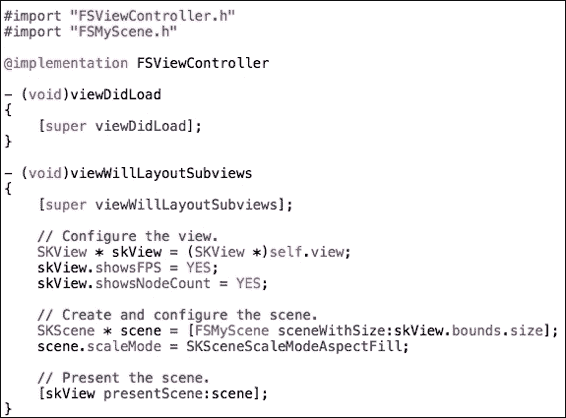 #import "FSViewController.h"
#import "FSMyScene.h"
@implementation FSViewController
- (void)viewDidLoad
{
[super viewDidLoad];
}
- (void)viewWillLayoutSubviews
{
[super viewWillLayoutSubviews];
// Configure the view.
SKView * skView = (SKView *)self.view;
skView.showsFPS = YES;
skView.showsNodeCount = YES;
// Create and configure the scene.
SKScene * scene = [FSMyScene sceneWithSize:skView.bounds.size];
scene.scaleMode = SKSceneScaleModeAspectFill;
// Present the scene.
[skView presentScene:scene];
}